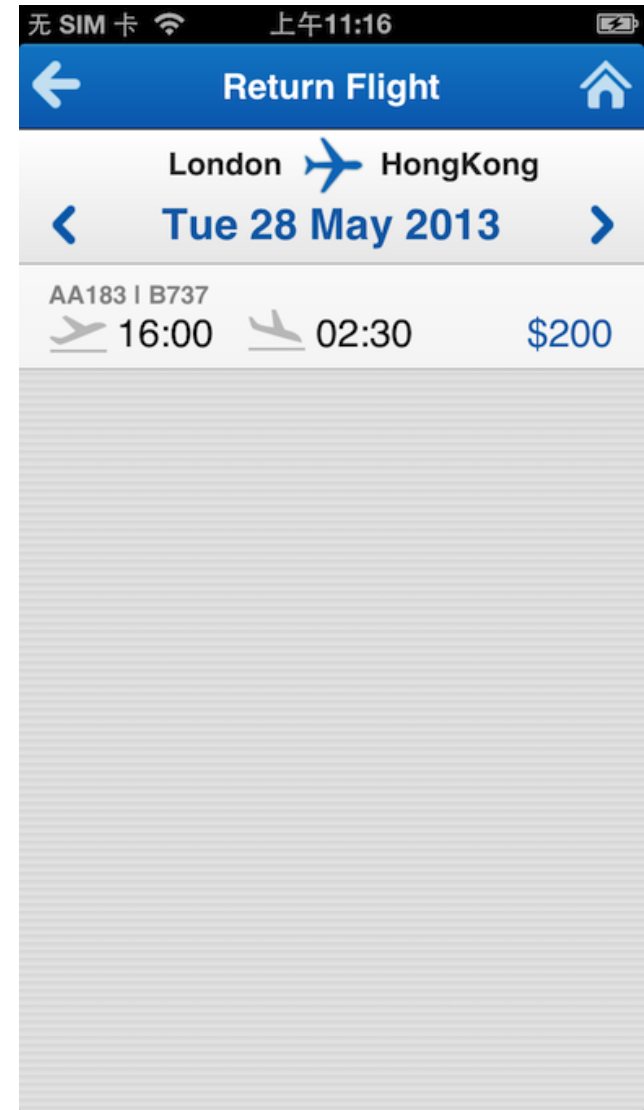 无 SIM 卡 上午11:16
Return Flight
London HongKong
Tue 28 May 2013
AA183 | B737
16:00 02:30 $200